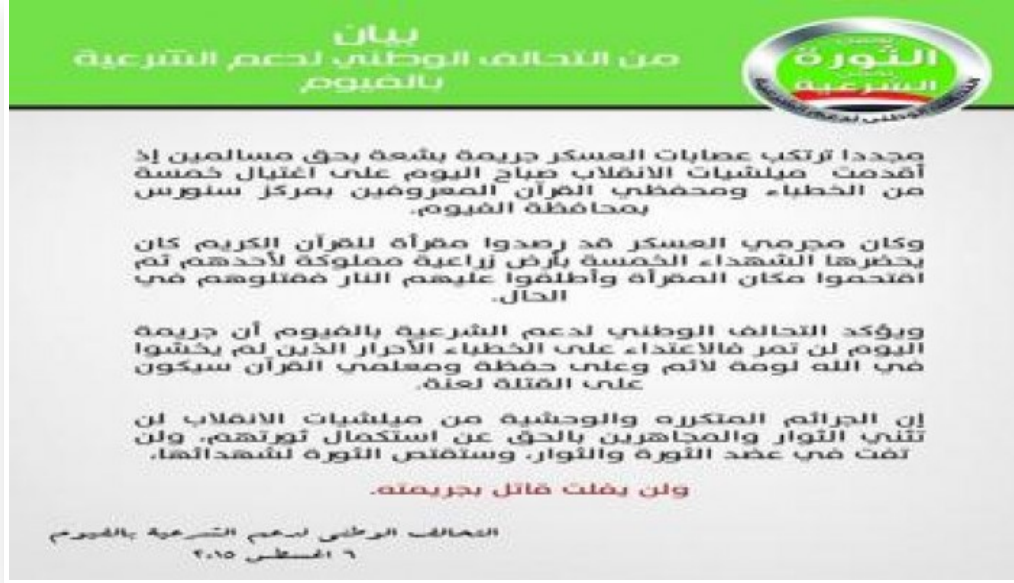 بيان
من التحالف الوطني لدعم الشرعية
بالفيوم
الثورة
الشرعية
مجددا ترتكب عصابات العسكر جريمة بشعة بحق مسالمين إذ
أقدمت ميلشيات الانقلاب صباح اليوم على اغتيال خمسة
من الخطباء ومحفظي القرآن المعروفين بمركز سنورس
بمحافظة الفيوم.
وكان مجرمي العسكر قد رصدوا مقرأة للقرآن الكريم كان
يحضرها الشهداء الخمسة بأرض زراعية مملوكة لأحدهم ثم
اقتحموا مكان المقرأة وأطلقوا عليهم النار فقتلوهم في
الحال.
ويؤكد التحالف الوطني لدعم الشرعية بالفيوم أن جريمة
اليوم لن تمر فالاعتداء على الخطباء الأحرار الذين لم يخشوا
في الله لومة لائم وعلى حفظة ومعلمي القرآن سيكون
على القتلة لعنة.
إن الجرائم المتكرره والوحشية من ميلشيات الانقلاب لن
تثني الثوار والمجاهرين بالحق عن استكمال ثورتهم، ولن
تفت في عضد الثورة والثوار، وستقتص الثورة لشهدائها،
ولن يفلت قاتل بجريمته.
التحالف الوطنى لدعم الشرعية بالفيوم
٦ اغسطس ٢٠١٥